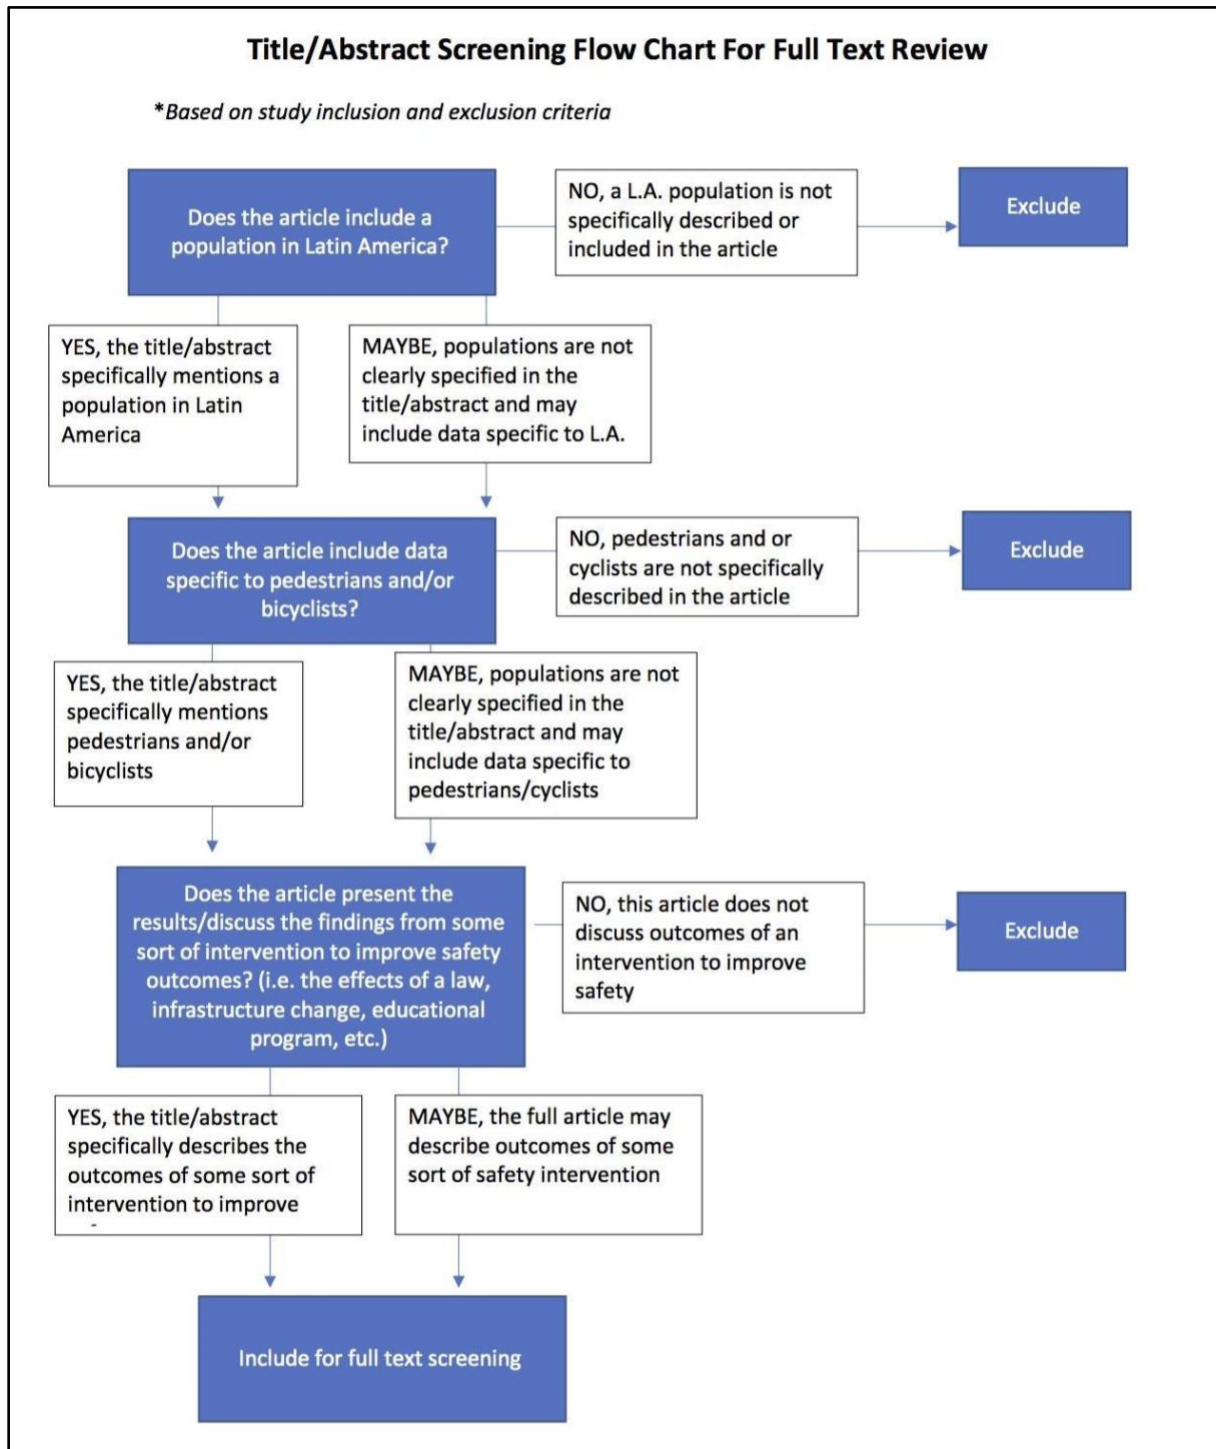 Title/Abstract Screening Flow Chart For Full Text Review
*Based on study inclusion and exclusion criteria
Does the article include a
population in Latin America?
NO, a L.A. population is not
specifically described or
included in the article
Exclude
YES, the title/abstract
specifically mentions a
population in Latin
America
MAYBE, populations are not
clearly specified in the
title/abstract and may
include data specific to L.A.
Does the article include data
specific to pedestrians and/or
bicyclists?
NO, pedestrians and or
cyclists are not specifically
described in the article
Exclude
YES, the title/abstract
specifically mentions
pedestrians and/or
bicyclists
MAYBE, populations are not
clearly specified in the
title/abstract and may
include data specific to
pedestrians/cyclists
Does the article present the
results/discuss the findings from some
sort of intervention to improve safety
outcomes? (i.e. the effects of a law,
infrastructure change, educational
program, etc.)
NO, this article does not
discuss outcomes of an
intervention to improve
safety
Exclude
YES, the title/abstract
specifically describes the
outcomes of some sort of
intervention to improve
MAYBE, the full article may
describe outcomes of some
sort of safety intervention
Include for full text screening